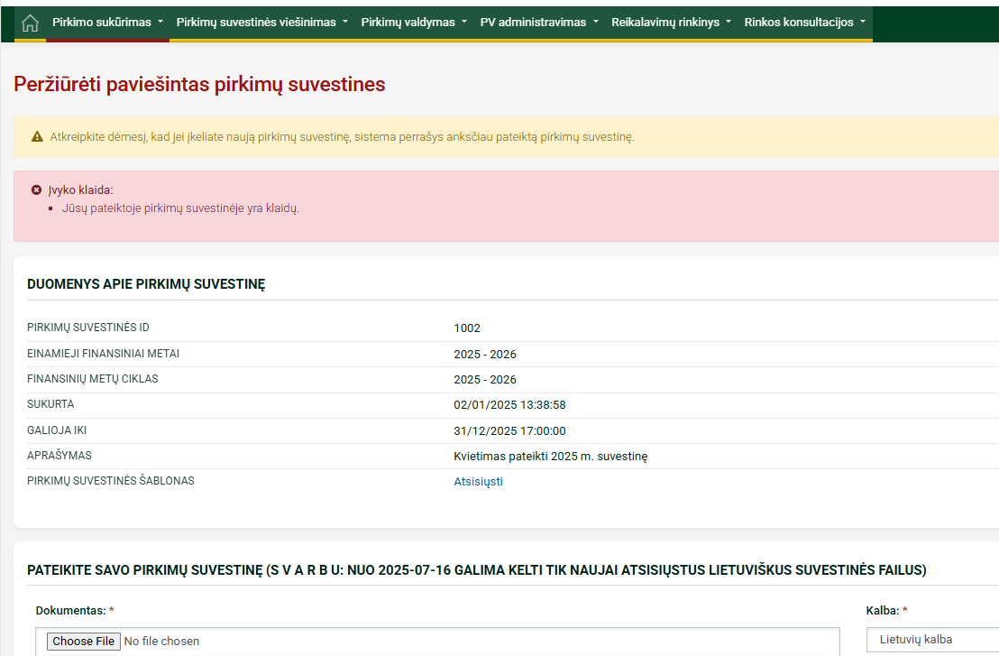 Pirkimo sukūrimas Pirkimų suvestinės viešinimas Pirkimų valdymas PV administravimas Reikalavimų rinkinys Rinkos konsultacijos
Peržiūrėti paviešintas pirkimų suvestines
Atkreipkite dėmesį, kad jei įkeliate naują pirkimų suvestinę, sistema perrašys anksčiau pateiktą pirkimų suvestinę.
Įvyko klaida:
Jūsų pateiktoje pirkimų suvestinėje yra klaidų.
DUOMENYS APIE PIRKIMŲ SUVESTINĘ
PIRKIMŲ SUVESTINĖS ID 1002
EINAMIEJI FINANSINIAI METAI 2025 - 2026
FINANSINIŲ METŲ CIKLAS 2025 - 2026
SUKURTA 02/01/2025 13:38:58
GALIOJA IKI 31/12/2025 17:00:00
APRAŠYMAS Kvietimas pateikti 2025 m. suvestinę
PIRKIMŲ SUVESTINĖS ŠABLONAS Atsisiųsti
PATEIKITE SAVO PIRKIMŲ SUVESTINĘ (S V A R B U: NUO 2025-07-16 GALIMA KELTI TIK NAUJAI ATSISIŲSTUS LIETUVIŠKUS SUVESTINĖS FAILUS)
Dokumentas: * Kalba: *
Choose File No file chosen Lietuvių kalba